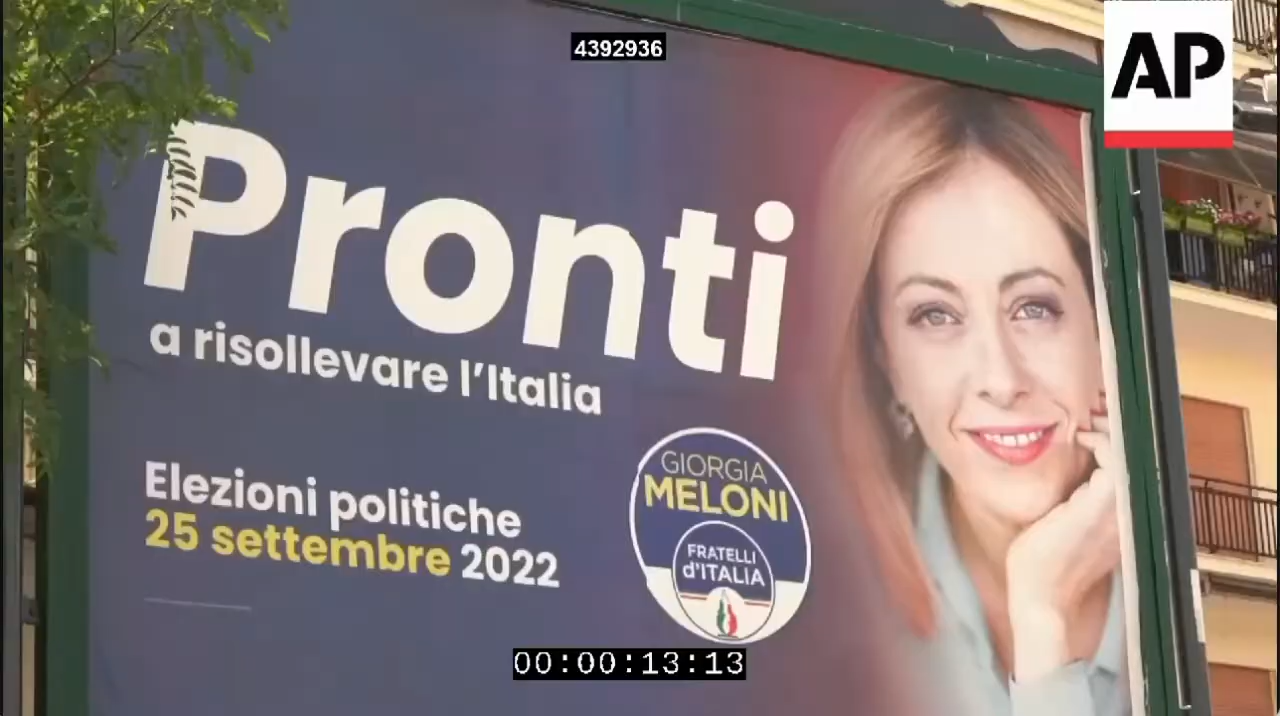 4392936
AP
Pronti
a risollevare l'Italia
Elezioni politiche
25 settembre 2022
GIORGIA
MELONI
FRATELLI
d'ITALIA
00:00:13:13